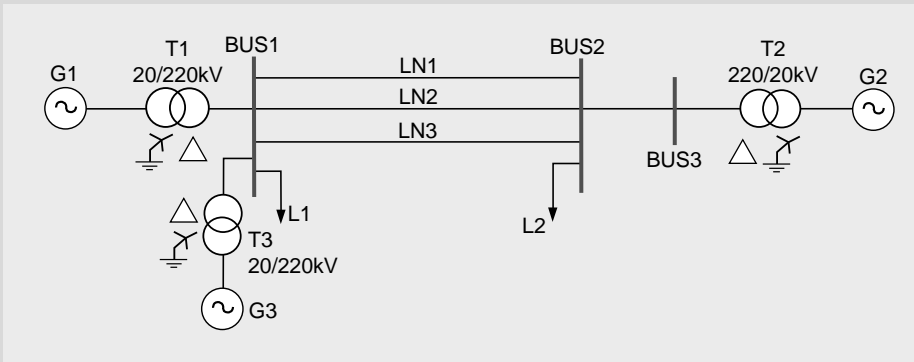 T1
20/220kV
G1
BUS1
LN1
LN2
LN3
BUS2
BUS3
T2
220/20kV
G2
L1
L2
T3
20/220kV
G3